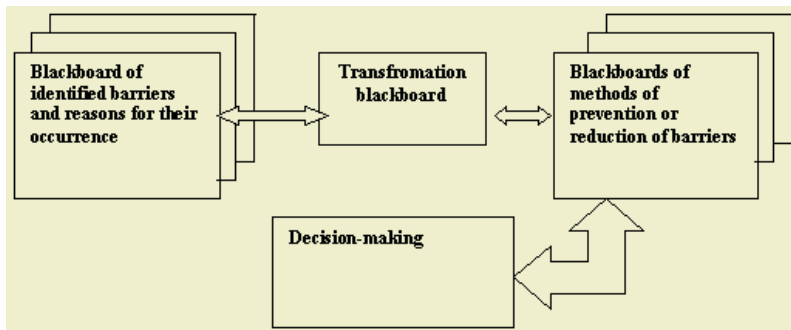 Blackboard of
identified barriers
and reasons for their
occurrence
Transfromation
blackboard
Blackboards of
methods of
prevention or
reduction of barriers
Decision-making